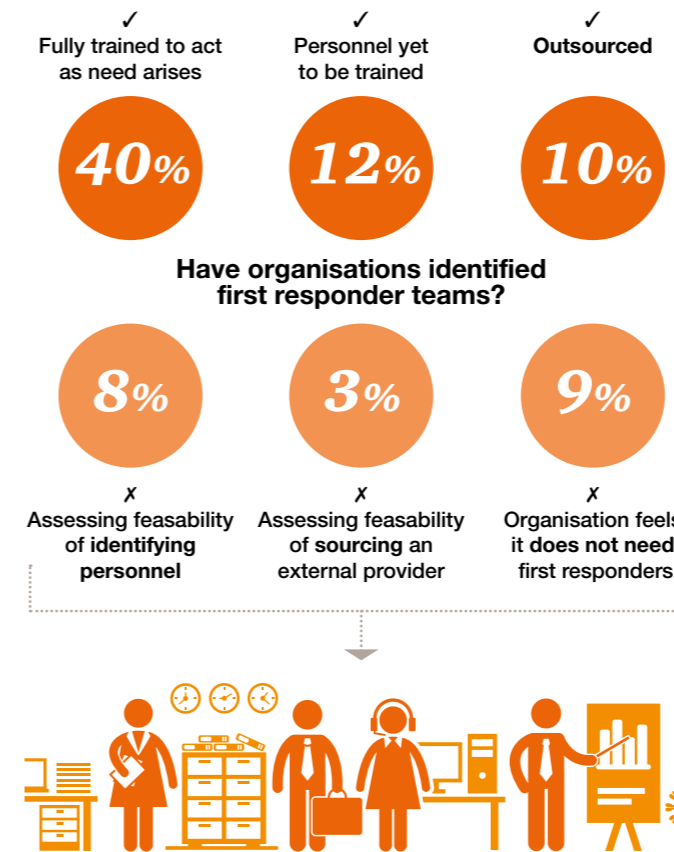 ✓
Fully trained to act
as need arises
✓
Personnel yet
to be trained
✓
Outsourced
40%
12%
10%
Have organisations identified
first responder teams?
8%
3%
9%
✗
Assessing feasability
of identifying
personnel
✗
Assessing feasability
of sourcing an
external provider
✗
Organisation feels
it does not need
first responders